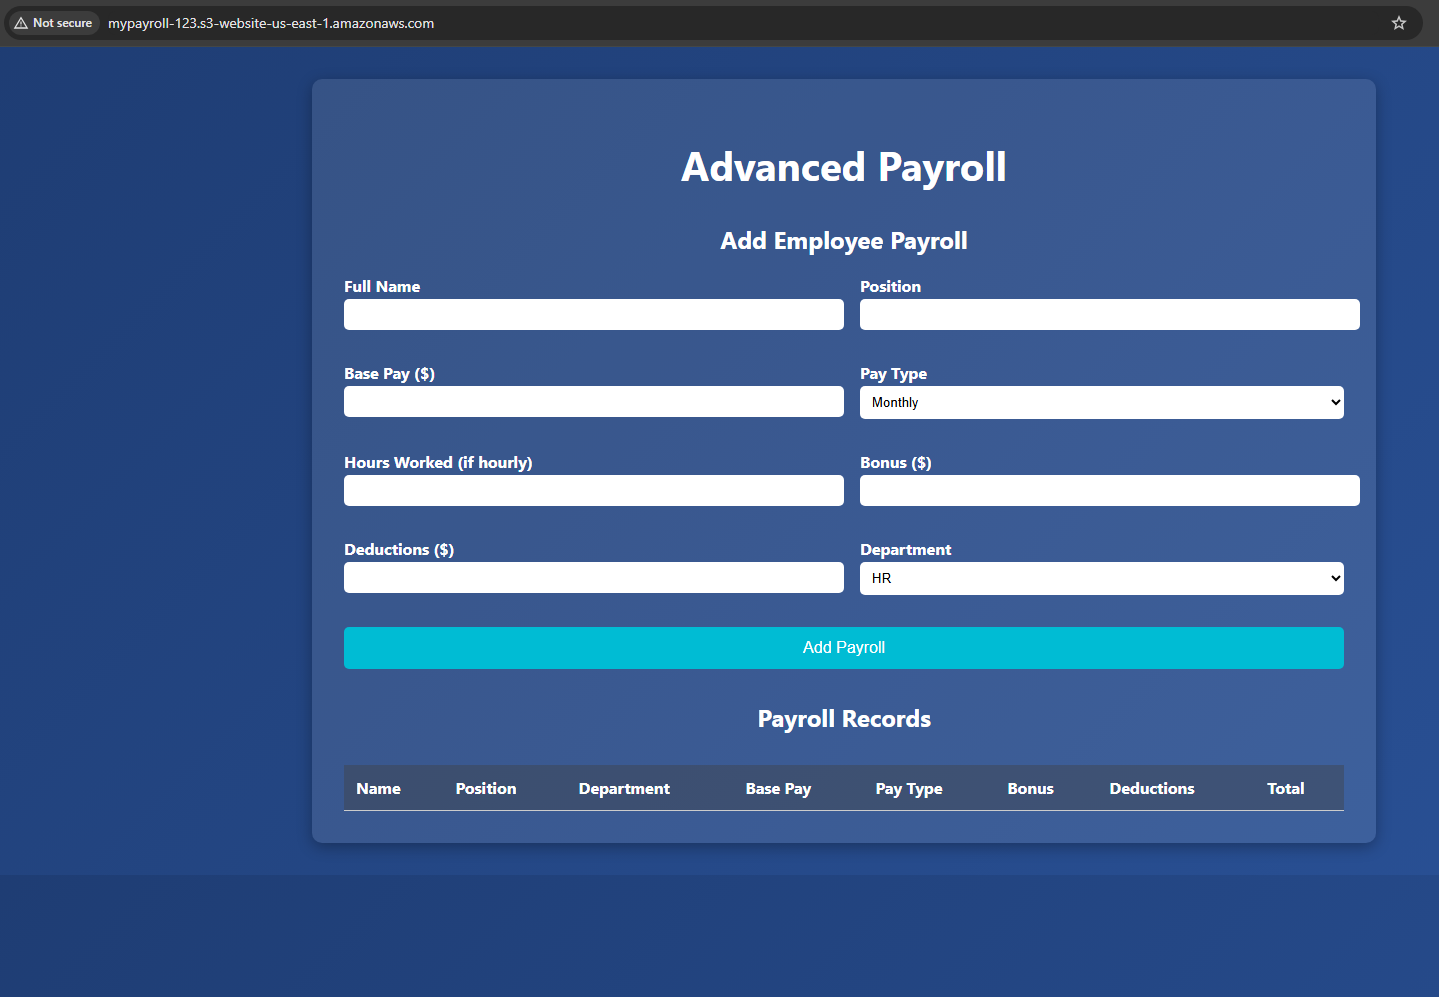 Not secure mypayroll-123.s3-website-us-east-1.amazonaws.com
Advanced Payroll
Add Employee Payroll
Full Name Position
Base Pay ($) Pay Type
Monthly
Hours Worked (if hourly) Bonus ($)
Deductions ($) Department
HR
Add Payroll
Payroll Records
Name Position Department Base Pay Pay Type Bonus Deductions Total